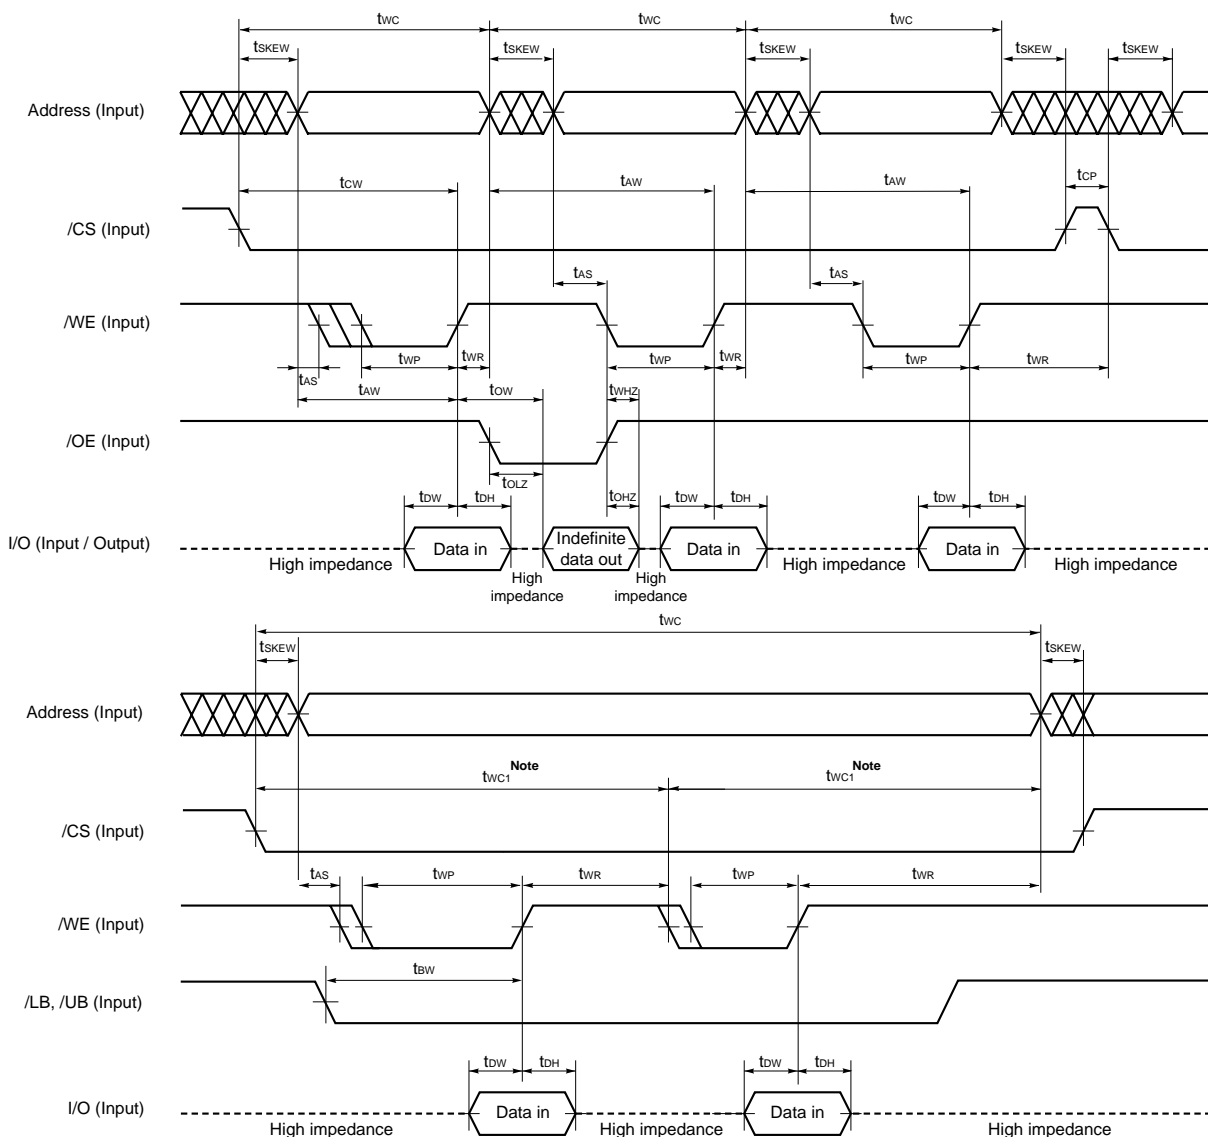 tWC tWC tWC
tSKEW tSKEW tSKEW tSKEW tSKEW
Address (Input)
tCW tAW tAW tCP
/CS (Input)
tAS tAS
/WE (Input)
tAS tWP tWR tWP tWR tWP tWR
tAW tOW tWHZ
/OE (Input)
tOLZ tOHZ
tDW tDH tDW tDH tDW tDH
I/O (Input / Output)
Data in Indefinite data out Data in Data in
High impedance High impedance High impedance High impedance High impedance
tWC
tSKEW tSKEW
Address (Input)
Note Note
tWC1 tWC1
/CS (Input)
tAS tWP tWR tWP tWR
/WE (Input)
tBW
/LB, /UB (Input)
tDW tDH tDW tDH
I/O (Input)
Data in Data in
High impedance High impedance High impedance